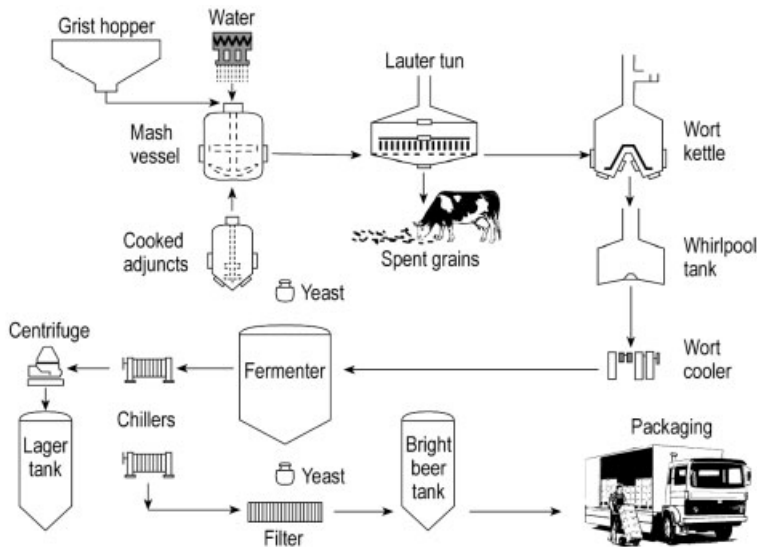 Grist hopper
Water
Lauter tun
Mash
vessel
Wort
kettle
Cooked
adjuncts
Spent grains
Whirlpool
tank
Yeast
Centrifuge
Fermenter
Wort
cooler
Chillers
Lager
tank
Yeast
Bright
beer
tank
Packaging
Filter